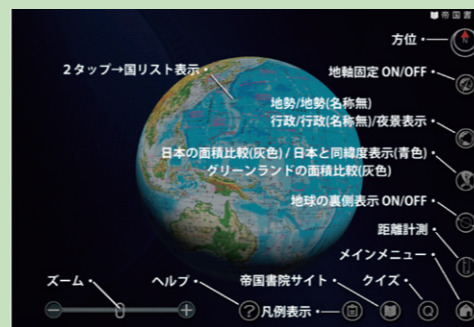 帝国書
方位
2タップ→国リスト表示
地軸固定 ON/OFF
地勢/地勢(名称無)
行政/行政(名称無)/夜景表示
日本の面積比較(灰色) / 日本と同緯度表示(青色)
グリーンランドの面積比較(灰色)
地球の裏側表示 ON/OFF
距離計測
メインメニュー
ズーム
ヘルプ
帝国書院サイト
クイズ
凡例表示